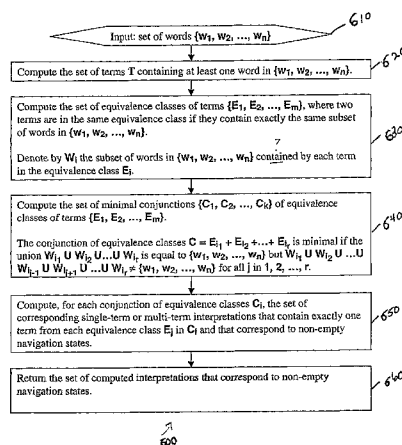 610
Input: set of words {w1, w2, ..., wn}
620
Compute the set of terms T containing at least one word in {w1, w2, ..., wn}.
Compute the set of equivalence classes of terms {E1, E2, ..., Em}, where two
terms are in the same equivalence class if they contain exactly the same subset
of words in {w1, w2, ..., wn}.
630
Denote by Wi the subset of words in {w1, w2, ..., wn} contained by each term
in the equivalence class Ei.
Compute the set of minimal conjunctions {C1, C2, ..., Ck} of equivalence
classes of terms {E1, E2, ..., Em}.
640
The conjunction of equivalence classes C = Ei1 + Ei2 +...+ Eir is minimal if the
union Wi1 U Wi2 U...U Wir is equal to {w1, w2, ..., wn} but Wi1 U Wi2 U ...U
Wij-1 U Wij+1 U ...U Wir ≠ {w1, w2, ..., wn} for all j in 1, 2, ..., r.
Compute, for each conjunction of equivalence classes Ci, the set of
corresponding single-term or multi-term interpretations that contain exactly one
term from each equivalence class Ej in Ci and that correspond to non-empty
navigation states.
650
Return the set of computed interpretations that correspond to non-empty
navigation states.
660
600